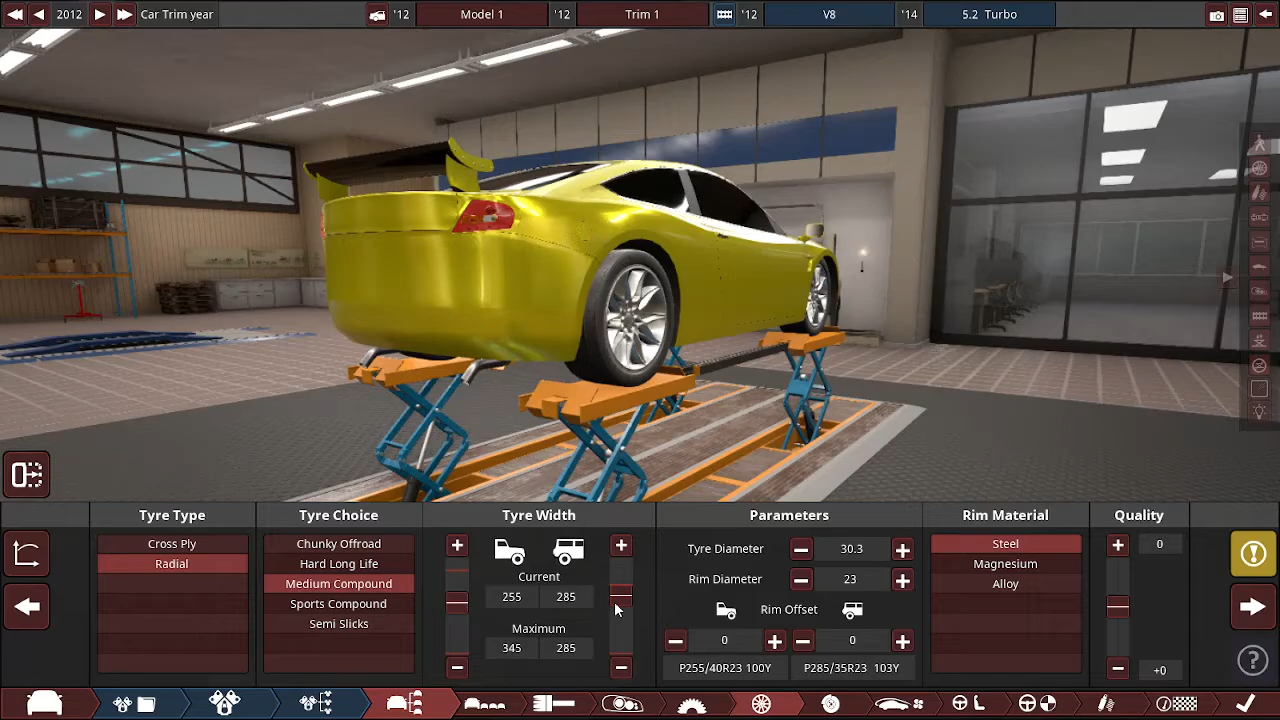 2012 Car Trim year '12 Model 1 '12 Trim 1 '12 V8 '14 5.2 Turbo
Tyre Type
Cross Ply
Radial
Tyre Choice
Chunky Offroad
Hard Long Life
Medium Compound
Sports Compound
Semi Slicks
Tyre Width
+ +
Current
255 285
Maximum
345 285
- -
Parameters
Tyre Diameter - 30.3 +
Rim Diameter - 23 +
Rim Offset
- 0 + - 0 +
P255/40R23 100Y P285/35R23 103Y
Rim Material
Steel
Magnesium
Alloy
Quality
+ 0
- +0
!
?